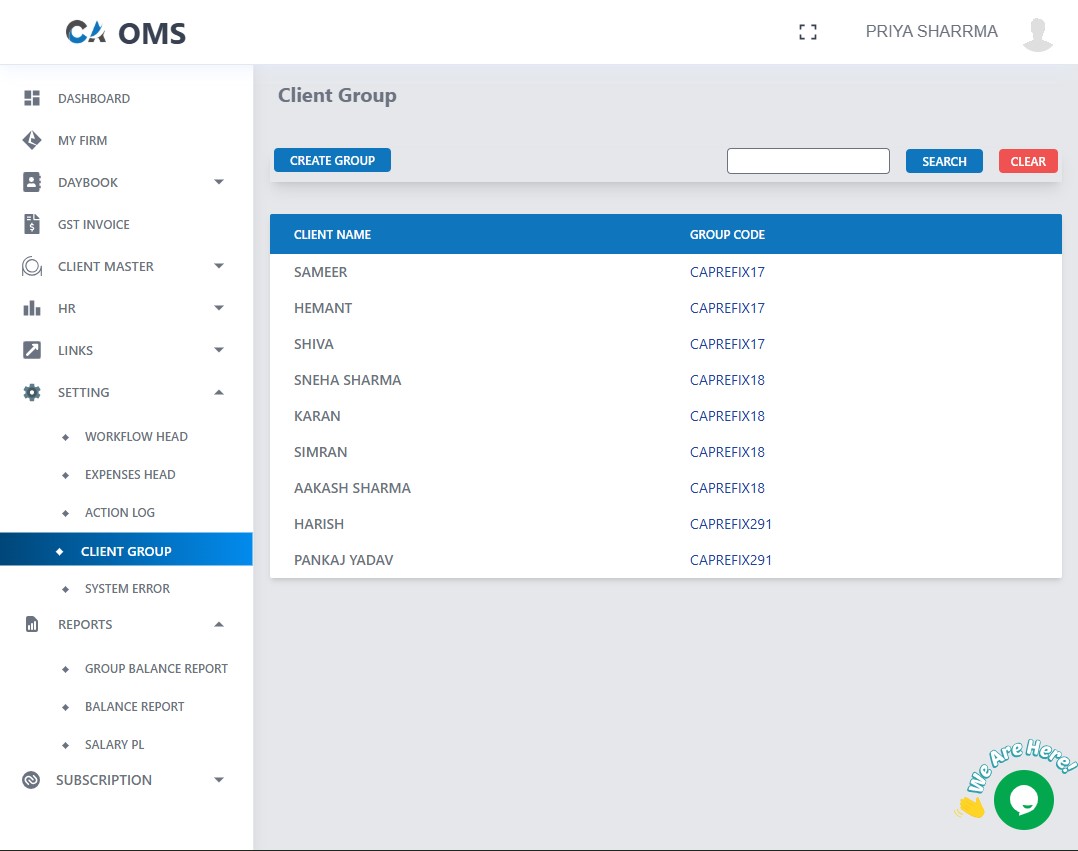 CA OMS
PRIYA SHARRMA
DASHBOARD
MY FIRM
DAYBOOK
GST INVOICE
CLIENT MASTER
HR
LINKS
SETTING
WORKFLOW HEAD
EXPENSES HEAD
ACTION LOG
CLIENT GROUP
SYSTEM ERROR
REPORTS
GROUP BALANCE REPORT
BALANCE REPORT
SALARY PL
SUBSCRIPTION
Client Group
CREATE GROUP SEARCH CLEAR
CLIENT NAME GROUP CODE
SAMEER CAPREFIX17
HEMANT CAPREFIX17
SHIVA CAPREFIX17
SNEHA SHARMA CAPREFIX18
KARAN CAPREFIX18
SIMRAN CAPREFIX18
AAKASH SHARMA CAPREFIX18
HARISH CAPREFIX291
PANKAJ YADAV CAPREFIX291
We Are Here!